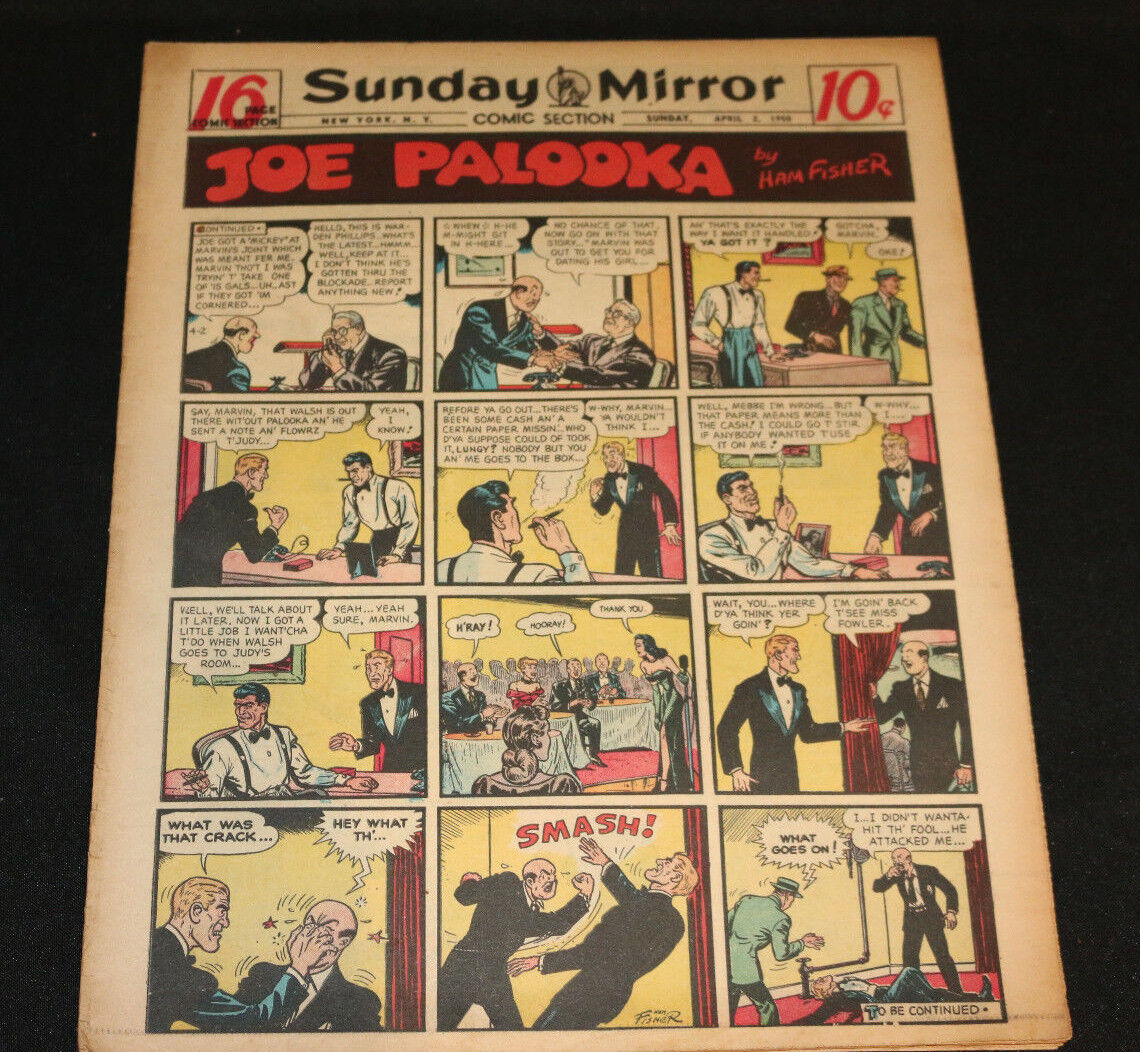 16
PAGE
COMIC SECTION
Sunday Mirror
NEW YORK, N. Y.
COMIC SECTION
SUNDAY, APRIL 2, 1950
10¢
JOE PALOOKA
by
HAM FISHER
CONTINUED •
JOE GOT A 'MICKEY' AT
MARVIN'S JOINT WHICH
WAS MEANT FER ME...
MARVIN THO'T I WAS
TRYIN' T' TAKE ONE
OF 'IS GALS...UH..AST
IF THEY GOT 'IM
CORNERED...
4-2
HELLO, THIS IS WAR-
DEN PHILLIPS...WHAT'S
THE LATEST...HMMM...
WELL, KEEP AT IT...
I DON'T THINK HE'S
GOTTEN THRU THE
BLOCKADE...REPORT
ANYTHING NEW!
WHEN H-HE
M-MIGHT GIT
IN H-HERE...
NO CHANCE OF THAT,
NOW GO ON WITH THAT
STORY... "MARVIN WAS
OUT TO GET YOU FOR
DATING HIS GIRL...
AN' THAT'S EXACTLY THE
WAY I WANT IT HANDLED!
YA GOT IT?
GOTCHA,
MARVIN.
OKE!
SAY, MARVIN, THAT WALSH IS OUT
THERE WIT'OUT PALOOKA AN' HE
SENT A NOTE AN' FLOWRZ
T'JUDY...
YEAH, I
KNOW!
BEFORE YA GO OUT...THERE'S
BEEN SOME CASH AN' A
CERTAIN PAPER MISSIN'...WHO
D'YA SUPPOSE COULD OF TOOK
IT, LUNGY? NOBODY BUT YOU
AN' ME GOES TO THE BOX...
W-WHY, MARVIN...
YA WOULDN'T
THINK I...
WELL, MEBBE I'M WRONG...BUT
THAT PAPER MEANS MORE THAN
THE CASH! I COULD GO T' STIR,
IF ANYBODY WANTED T'USE
IT ON ME!
W-WHY...
I....
WELL, WE'LL TALK ABOUT
IT LATER. NOW I GOT A
LITTLE JOB I WANT'CHA
T'DO WHEN WALSH
GOES TO JUDY'S
ROOM...
YEAH...YEAH
SURE, MARVIN.
H'RAY!
HOORAY!
THANK YOU.
WAIT, YOU...WHERE
D'YA THINK YER
GOIN'?
I'M GOIN' BACK
T'SEE MISS
FOWLER.
WHAT WAS
THAT CRACK...
HEY WHAT
TH'...
SMASH!
HAM
FISHER
WHAT
GOES ON!
I...I DIDN'T WANTA
HIT TH' FOOL...HE
ATTACKED ME...
TO BE CONTINUED •